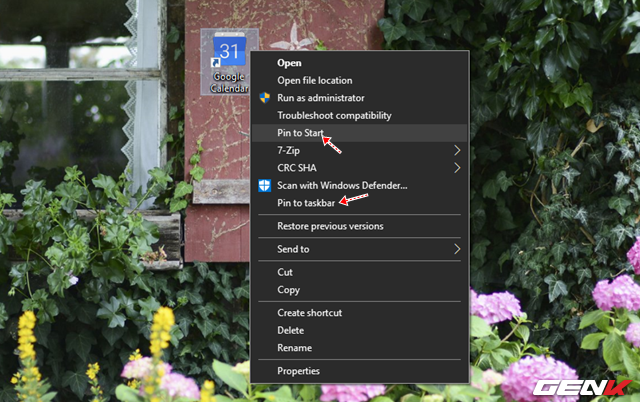 31
Google
Calendar
Open
Open file location
Run as administrator
Troubleshoot compatibility
Pin to Start
7-Zip
CRC SHA
Scan with Windows Defender...
Pin to taskbar
Restore previous versions
Send to
Cut
Copy
Create shortcut
Delete
Rename
Properties
GENK